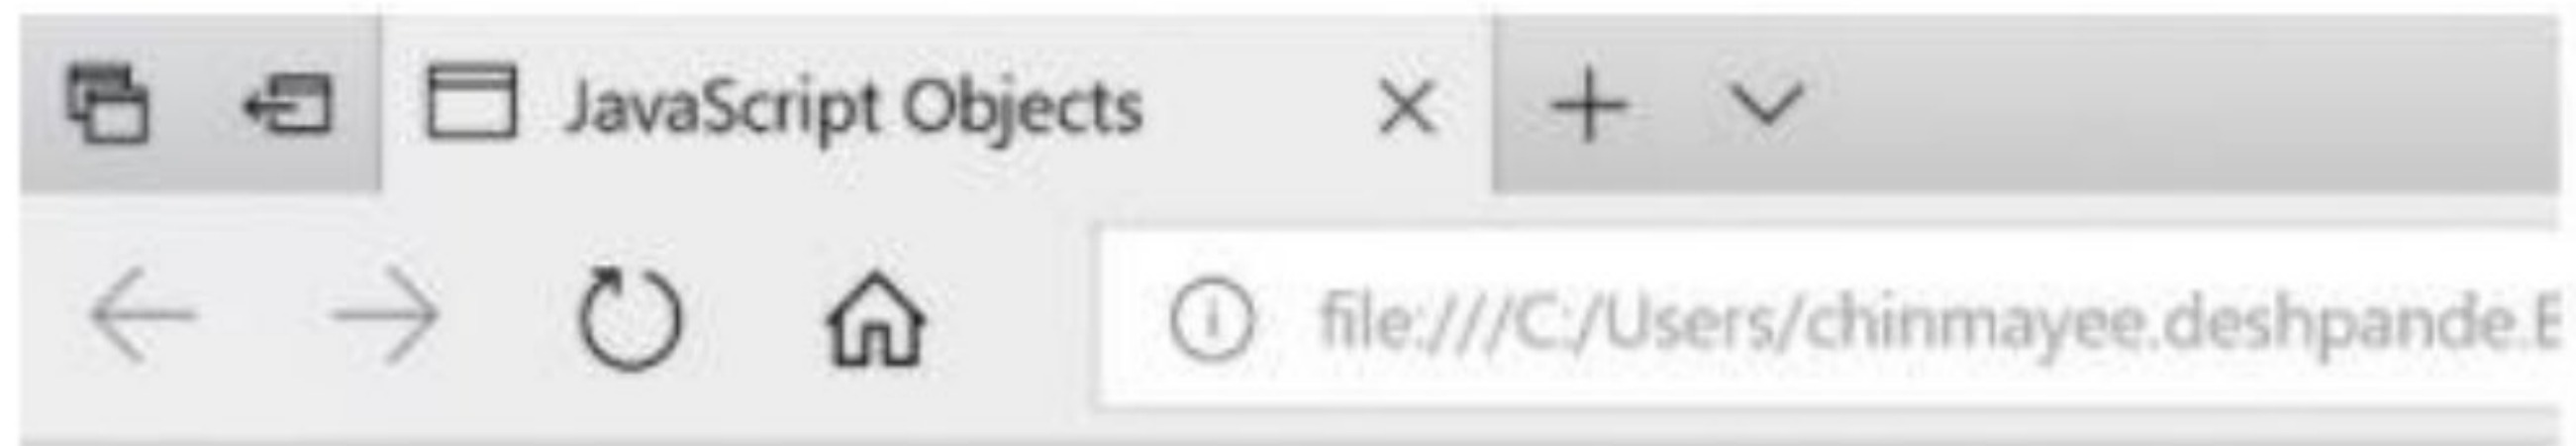 JavaScript Objects
file:///C:/Users/chinmayee.deshpande.E